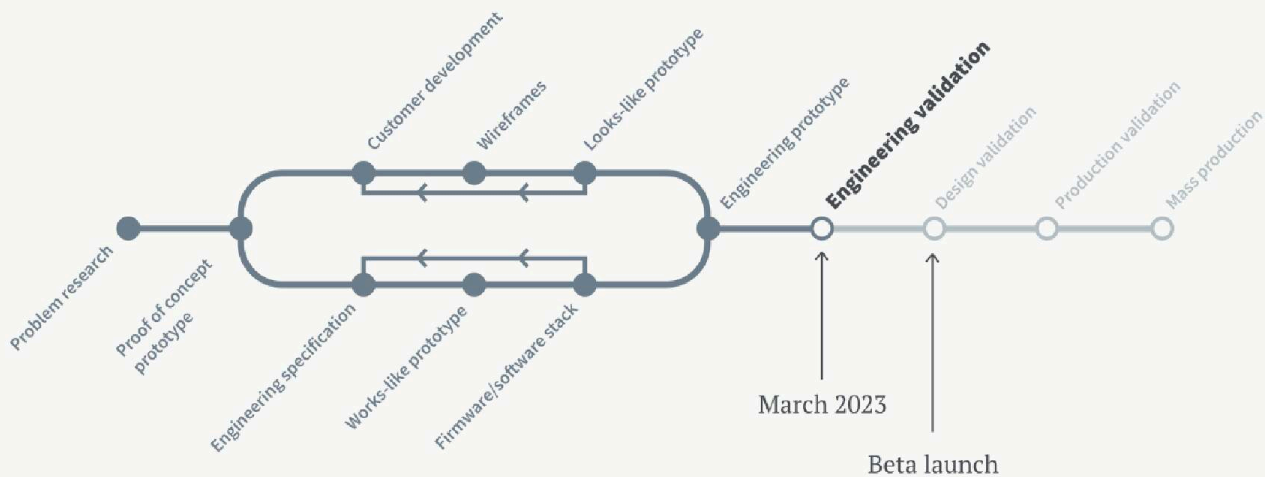 Problem research
Proof of concept
prototype
Customer development
Wireframes
Looks-like prototype
Engineering specification
Works-like prototype
Firmware/software stack
Engineering prototype
Engineering validation
Design validation
Production validation
Mass production
March 2023
Beta launch